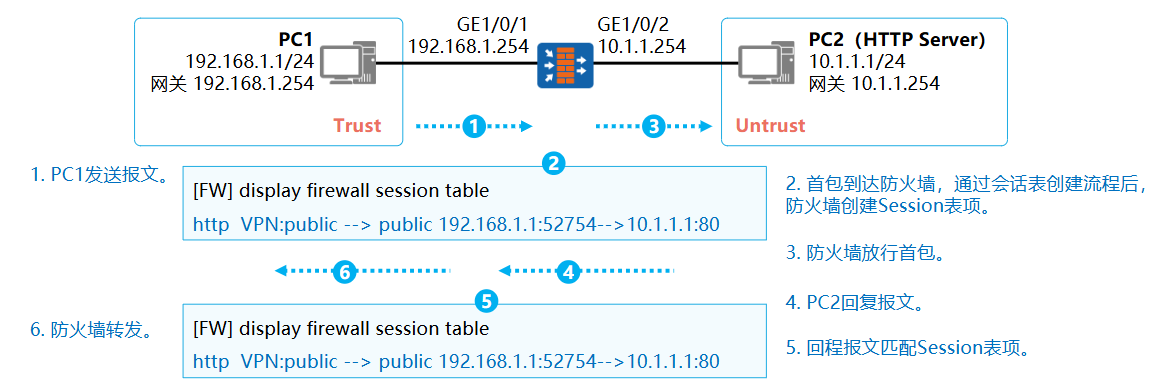 PC1
192.168.1.1/24
网关 192.168.1.254
Trust
GE1/0/1
192.168.1.254
GE1/0/2
10.1.1.254
PC2（HTTP Server）
10.1.1.1/24
网关 10.1.1.254
Untrust
1
3
1. PC1发送报文。
2
[FW] display firewall session table
http VPN:public --> public 192.168.1.1:52754-->10.1.1.1:80
2. 首包到达防火墙，通过会话表创建流程后，
防火墙创建Session表项。
3. 防火墙放行首包。
6
4
4. PC2回复报文。
5
6. 防火墙转发。
[FW] display firewall session table
http VPN:public --> public 192.168.1.1:52754-->10.1.1.1:80
5. 回程报文匹配Session表项。